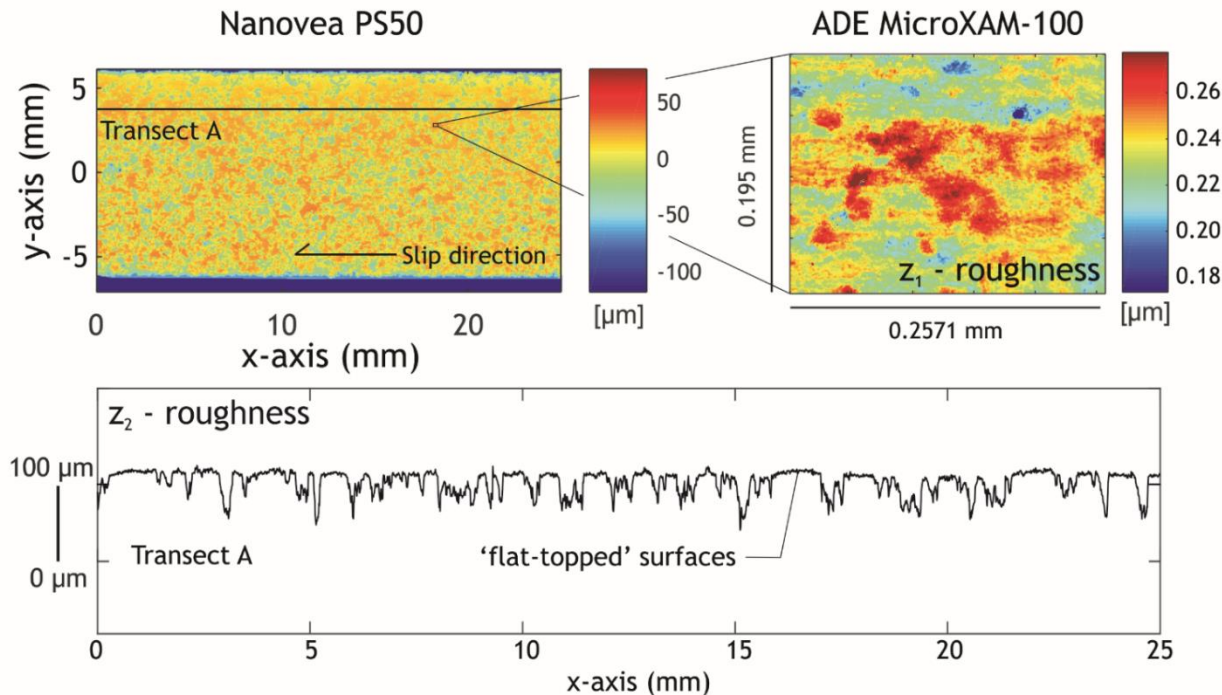 Nanovea PS50
ADE MicroXAM-100
y-axis (mm)
5
0
-5
Transect A
Slip direction
0
10
20
x-axis (mm)
50
0
-50
-100
[µm]
0.195 mm
z₁ - roughness
0.2571 mm
0.26
0.24
0.22
0.20
0.18
[µm]
z₂ - roughness
100 µm
0 µm
Transect A
'flat-topped' surfaces
0
5
10
15
20
25
x-axis (mm)